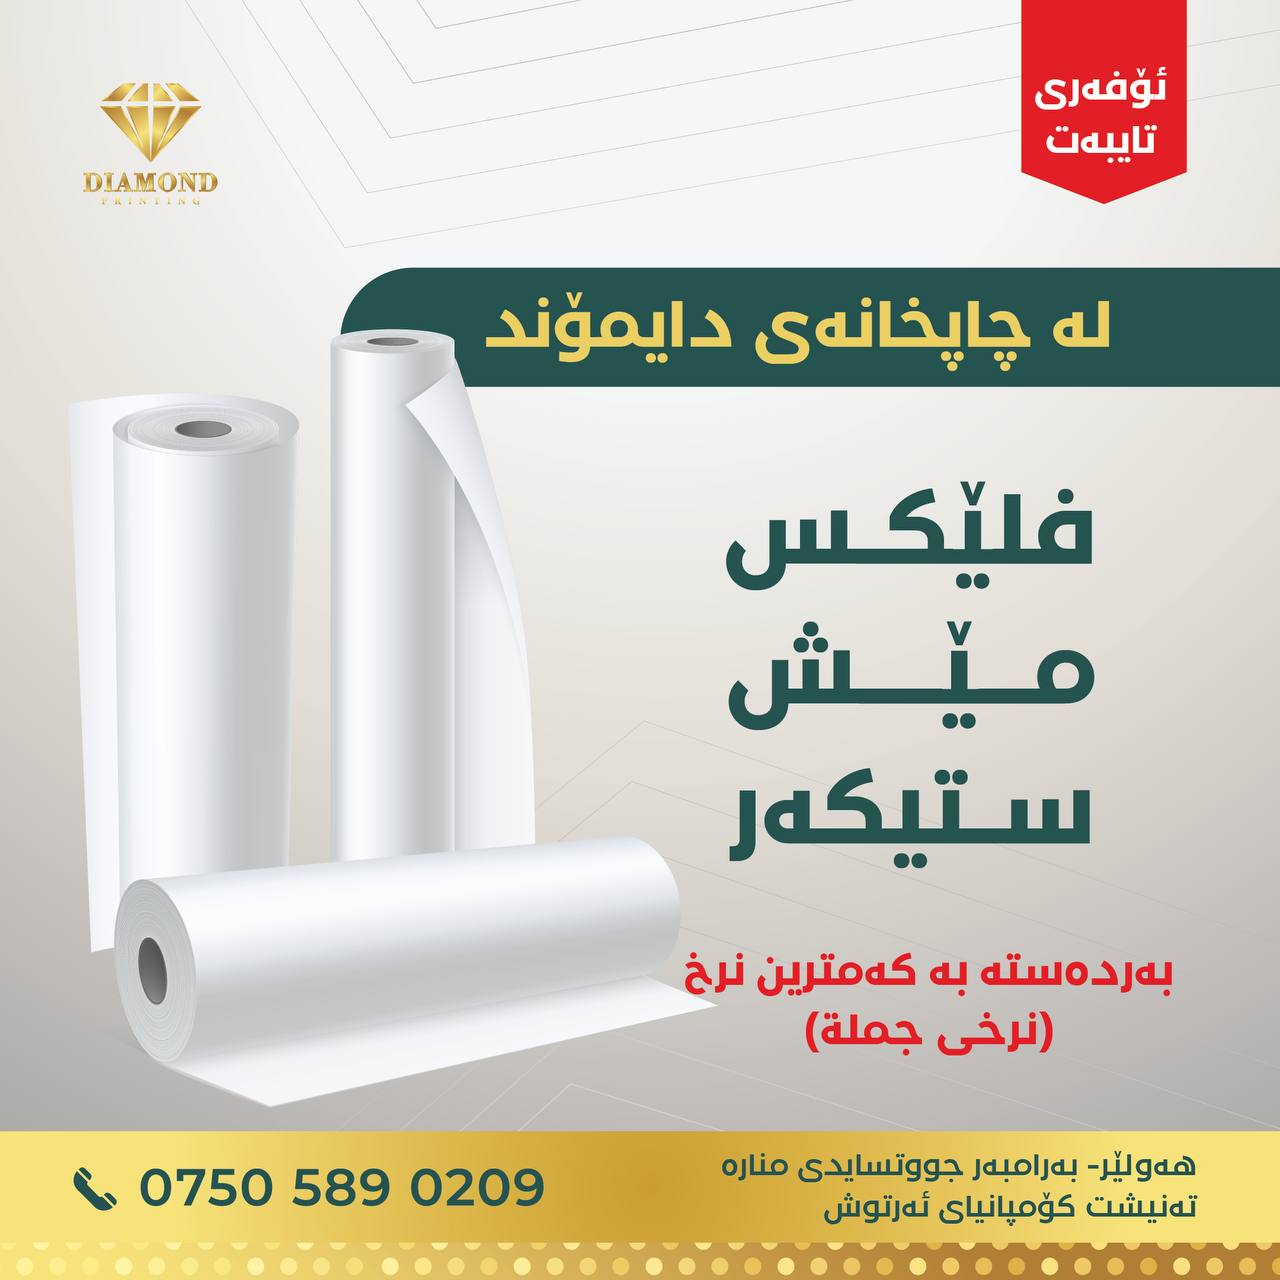 DIAMOND
PRINTING
ئۆفەری
تایبەت
لە چاپخانەی دایمۆند
فلێکس
مێش
ستیکەر
بەردەستە بە کەمترین نرخ
(نرخی جملة)
هەولێر- بەرامبەر جووتسایدی منارە
تەنیشت کۆمپانیای ئەرتوش
0750 589 0209